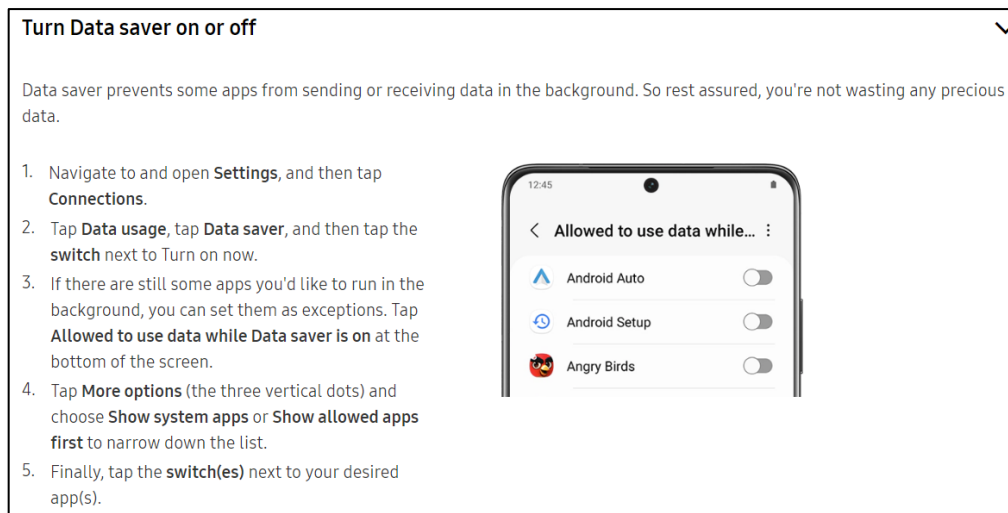 Turn Data saver on or off
Data saver prevents some apps from sending or receiving data in the background. So rest assured, you're not wasting any precious
data.
1. Navigate to and open Settings, and then tap
Connections.
2. Tap Data usage, tap Data saver, and then tap the
switch next to Turn on now.
3. If there are still some apps you'd like to run in the
background, you can set them as exceptions. Tap
Allowed to use data while Data saver is on at the
bottom of the screen.
4. Tap More options (the three vertical dots) and
choose Show system apps or Show allowed apps
first to narrow down the list.
5. Finally, tap the switch(es) next to your desired
app(s).
12:45
Allowed to use data while...
Android Auto
Android Setup
Angry Birds